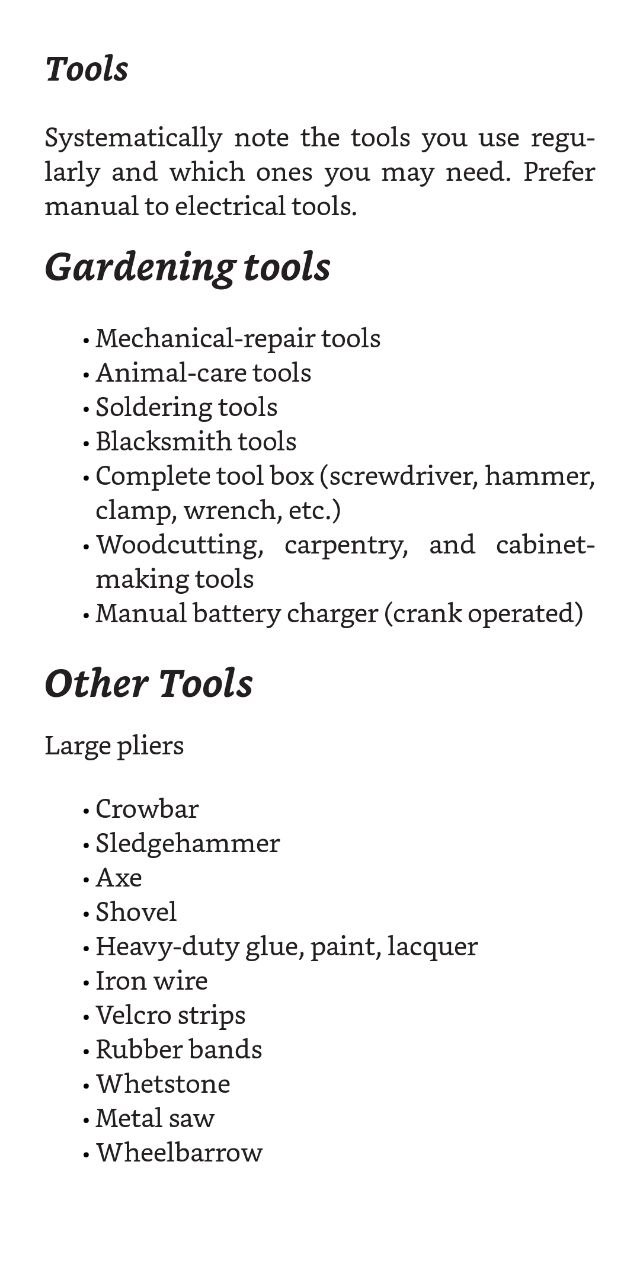 Tools
Systematically note the tools you use regu-
larly and which ones you may need. Prefer
manual to electrical tools.
Gardening tools
• Mechanical-repair tools
• Animal-care tools
• Soldering tools
• Blacksmith tools
• Complete tool box (screwdriver, hammer,
clamp, wrench, etc.)
• Woodcutting, carpentry, and cabinet-
making tools
• Manual battery charger (crank operated)
Other Tools
Large pliers
• Crowbar
• Sledgehammer
• Axe
• Shovel
• Heavy-duty glue, paint, lacquer
• Iron wire
• Velcro strips
• Rubber bands
• Whetstone
• Metal saw
• Wheelbarrow